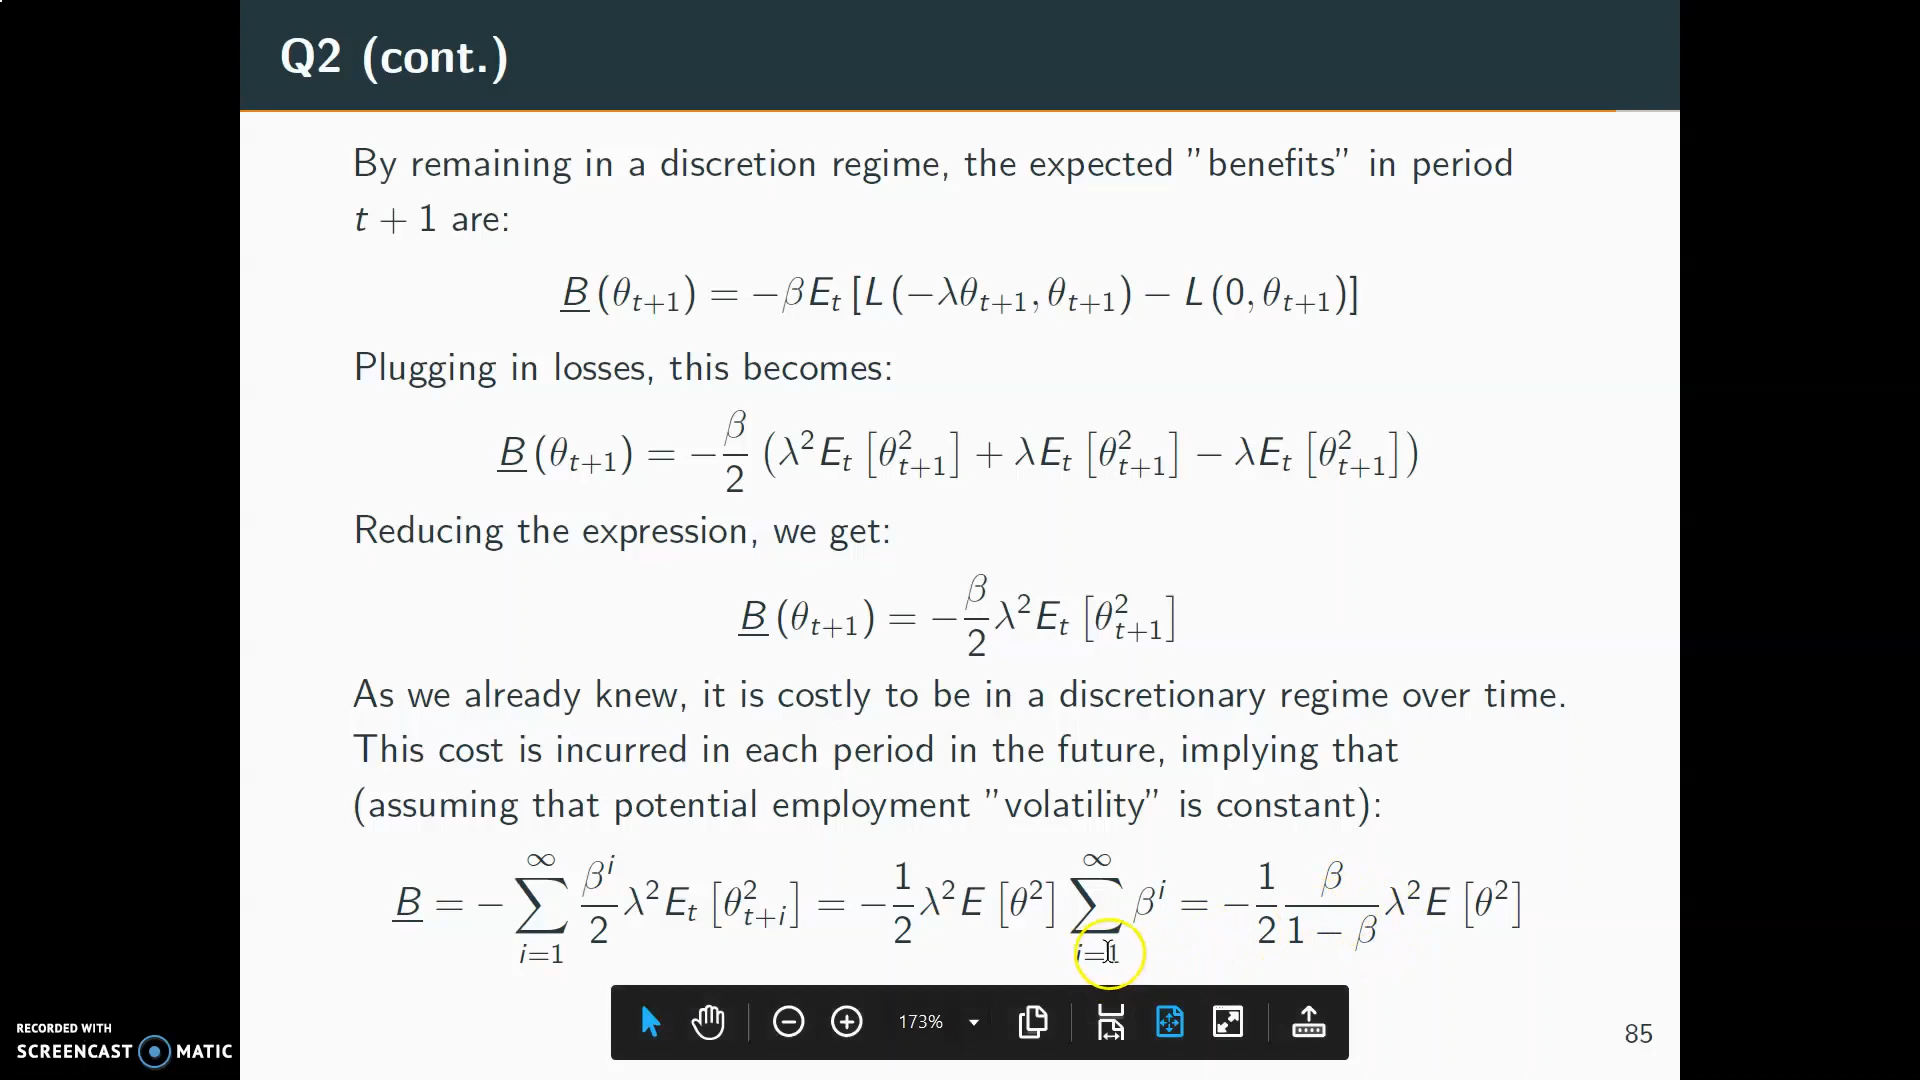 Q2 (cont.)
By remaining in a discretion regime, the expected ”benefits” in period
t + 1 are:
B (θ_{t+1}) = −βE_t [L (−λθ_{t+1}, θ_{t+1}) − L (0, θ_{t+1})]
Plugging in losses, this becomes:
B (θ_{t+1}) = −β/2 (λ²E_t [θ²_{t+1}] + λE_t [θ²_{t+1}] − λE_t [θ²_{t+1}])
Reducing the expression, we get:
B (θ_{t+1}) = −β/2 λ²E_t [θ²_{t+1}]
As we already knew, it is costly to be in a discretionary regime over time.
This cost is incurred in each period in the future, implying that
(assuming that potential employment ”volatility” is constant):
B = − ∑_{i=1}^{∞} β^i/2 λ²E_t [θ²_{t+i}] = −1/2 λ²E [θ²] ∑_{i=1}^{∞} β^i = −1/2 β/(1 − β) λ²E [θ²]
173%
85
RECORDED WITH
SCREENCAST MATIC